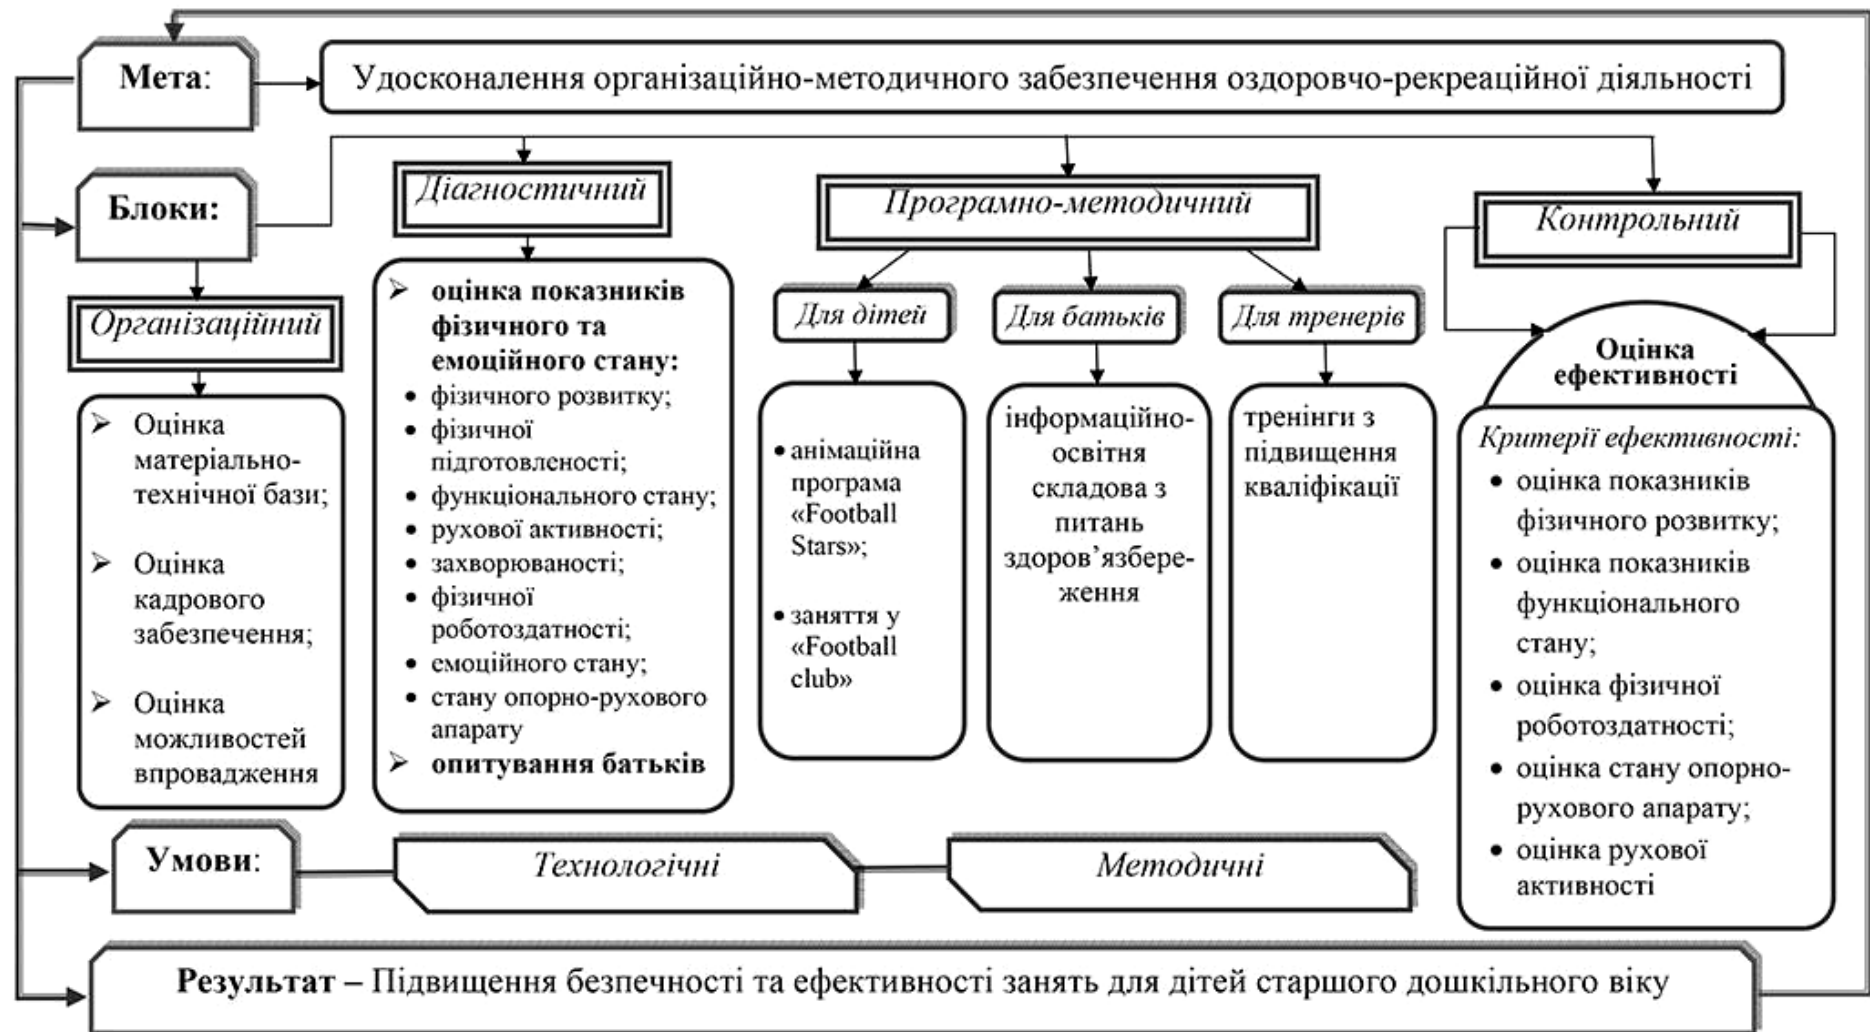 Мета:
Удосконалення організаційно-методичного забезпечення оздоровчо-рекреаційної діяльності
Блоки:
Організаційний
➢ Оцінка
матеріально-
технічної бази;
➢ Оцінка
кадрового
забезпечення;
➢ Оцінка
можливостей
впровадження
Діагностичний
➢ оцінка показників
фізичного та
емоційного стану:
• фізичного розвитку;
• фізичної
підготовленості;
• функціонального стану;
• рухової активності;
• захворюваності;
• фізичної
роботоздатності;
• емоційного стану;
• стану опорно-рухового
апарату
➢ опитування батьків
Програмно-методичний
Для дітей
• анімаційна
програма
«Football
Stars»;
• заняття у
«Football
club»
Для батьків
інформаційно-
освітня
складова з
питань
здоров’язбере-
ження
Для тренерів
тренінги з
підвищення
кваліфікації
Контрольний
Оцінка
ефективності
Критерії ефективності:
• оцінка показників
фізичного розвитку;
• оцінка показників
функціонального
стану;
• оцінка фізичної
роботоздатності;
• оцінка стану опорно-
рухового апарату;
• оцінка рухової
активності
Умови:
Технологічні
Методичні
Результат – Підвищення безпечності та ефективності занять для дітей старшого дошкільного віку